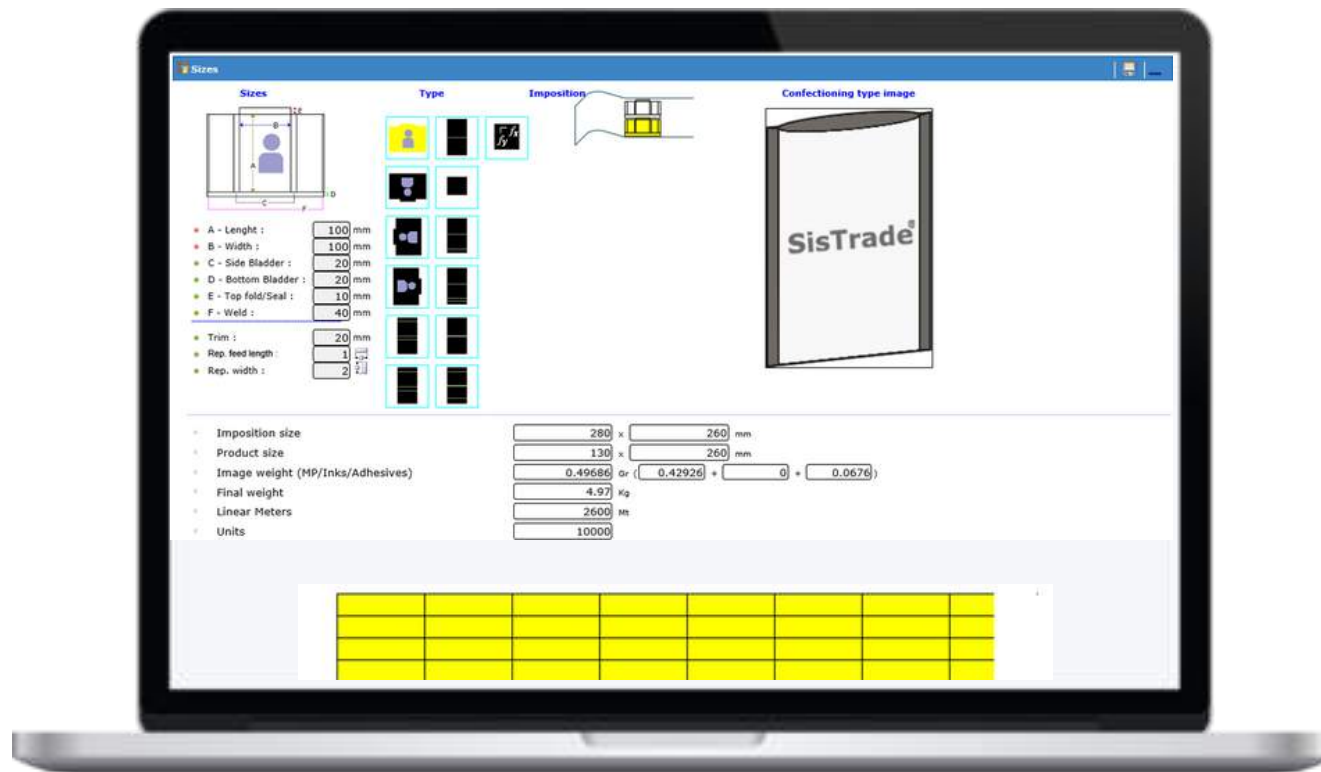 Sizes
Sizes Type Imposition Confectioning type image
E
B
A
D
C
F
fx
fy
A - Lenght : 100 mm
B - Width : 100 mm
C - Side Bladder : 20 mm
D - Bottom Bladder : 20 mm
E - Top fold/Seal : 10 mm
F - Weld : 40 mm
Trim : 20 mm
Rep. feed length : 1
Rep. width : 2
SisTrade®
Imposition size 280 x 260 mm
Product size 130 x 260 mm
Image weight (MP/Inks/Adhesives) 0.49686 Gr ( 0.42926 + 0 + 0.0676 )
Final weight 4.97 Kg
Linear Meters 2600 Mt
Units 10000